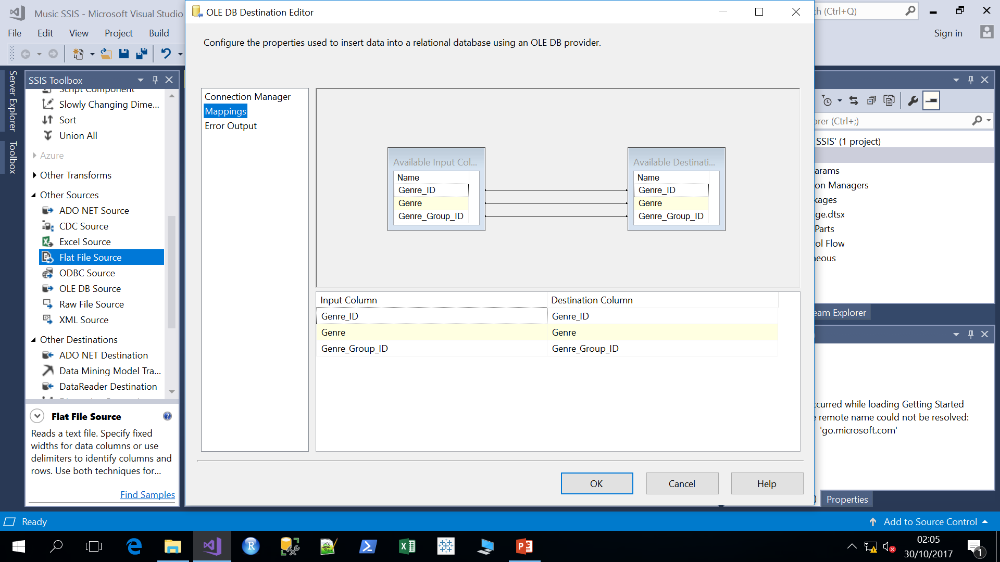 Music SSIS - Microsoft Visual Studio
OLE DB Destination Editor
ch (Ctrl+Q)
File Edit View Project Build
Sign in
Configure the properties used to insert data into a relational database using an OLE DB provider.
Server Explorer
Toolbox
SSIS Toolbox
Script Component
Slowly Changing Dime...
Sort
Union All
Azure
Other Transforms
Other Sources
ADO NET Source
CDC Source
Excel Source
Flat File Source
ODBC Source
OLE DB Source
Raw File Source
XML Source
Other Destinations
ADO NET Destination
Data Mining Model Tra...
DataReader Destination
Flat File Source
Reads a text file. Specify fixed
widths for data columns or use
delimiters to identify columns and
rows. Use both techniques for...
Find Samples
Connection Manager
Mappings
Error Output
Available Input Col...
Name
Genre_ID
Genre
Genre_Group_ID
Available Destinati...
Name
Genre_ID
Genre
Genre_Group_ID
Input Column Destination Column
Genre_ID Genre_ID
Genre Genre
Genre_Group_ID Genre_Group_ID
OK Cancel Help
orer (Ctrl+;)
SSIS' (1 project)
arams
on Managers
kages
ge.dtsx
Parts
ol Flow
neous
eam Explorer
ccurred while loading Getting Started
e remote name could not be resolved:
'go.microsoft.com'
Properties
Ready
Add to Source Control
02:05
30/10/2017
1